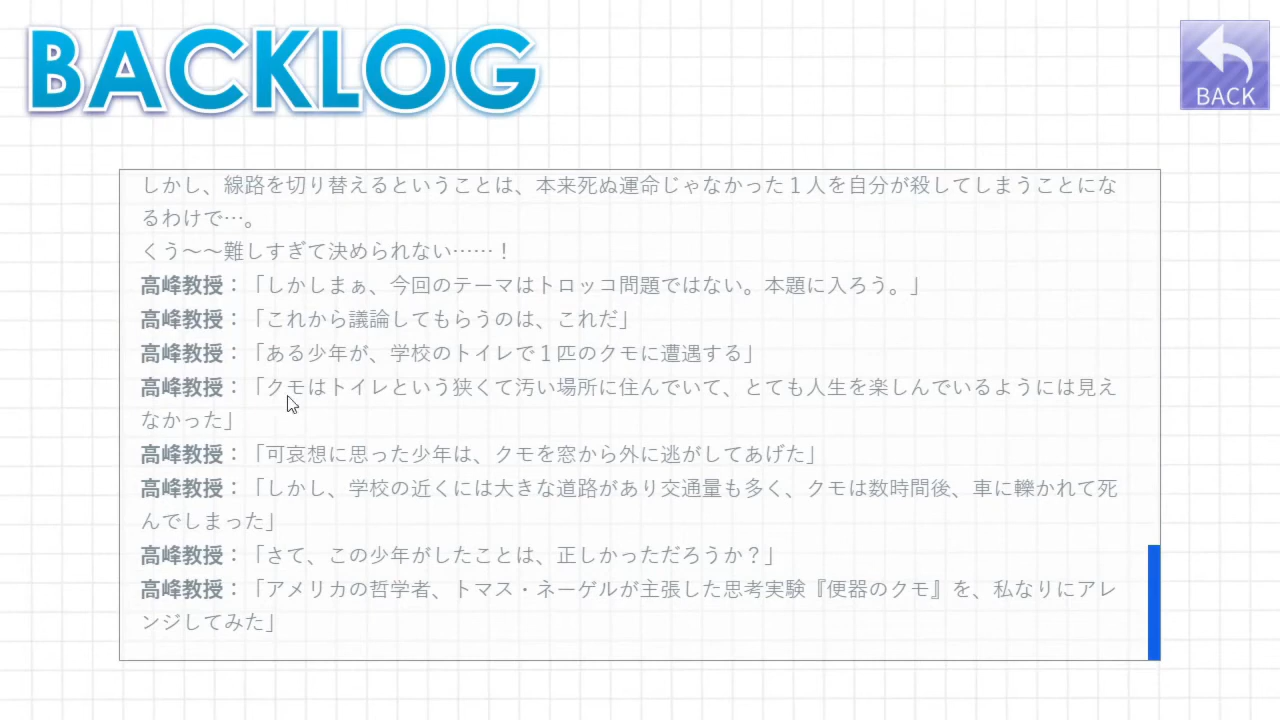 BACKLOG
BACK
しかし、線路を切り替えるということは、本来死ぬ運命じゃなかった１人を自分が殺してしまうことにな
るわけで…。
くう～～難しすぎて決められない……！
高峰教授：「しかしまぁ、今回のテーマはトロッコ問題ではない。本題に入ろう。」
高峰教授：「これから議論してもらうのは、これだ」
高峰教授：「ある少年が、学校のトイレで１匹のクモに遭遇する」
高峰教授：「クモはトイレという狭くて汚い場所に住んでいて、とても人生を楽しんでいるようには見え
なかった」
高峰教授：「可哀想に思った少年は、クモを窓から外に逃がしてあげた」
高峰教授：「しかし、学校の近くには大きな道路があり交通量も多く、クモは数時間後、車に轢かれて死
んでしまった」
高峰教授：「さて、この少年がしたことは、正しかっただろうか？」
高峰教授：「アメリカの哲学者、トマス・ネーゲルが主張した思考実験『便器のクモ』を、私なりにアレ
ンジしてみた」